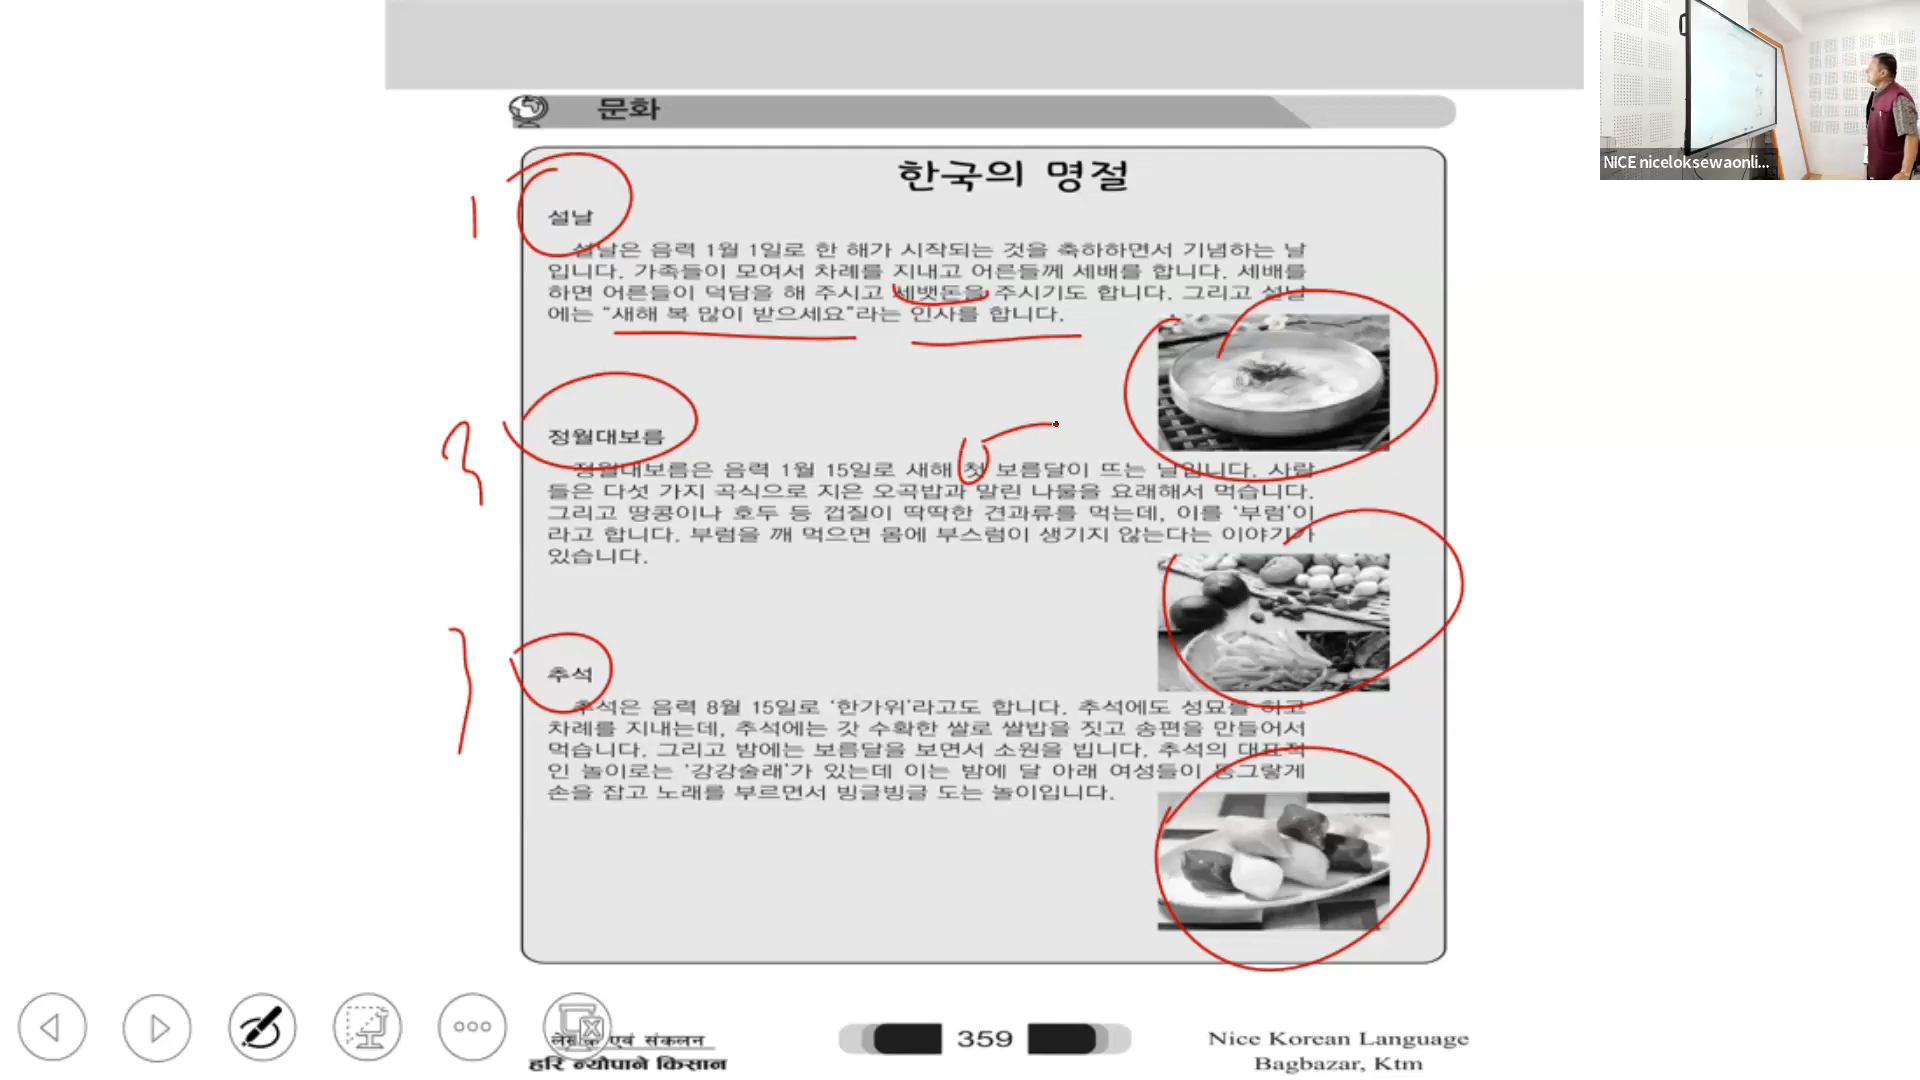 NICE niceloksewaonli...
문화
한국의 명절
설날
설날은 음력 1월 1일로 한 해가 시작되는 것을 축하하면서 기념하는 날
입니다. 가족들이 모여서 차례를 지내고 어른들께 세배를 합니다. 세배를
하면 어른들이 덕담을 해 주시고 세뱃돈을 주시기도 합니다. 그리고 설날
에는 “새해 복 많이 받으세요”라는 인사를 합니다.
정월대보름
정월대보름은 음력 1월 15일로 새해 첫 보름달이 뜨는 날입니다. 사람
들은 다섯 가지 곡식으로 지은 오곡밥과 말린 나물을 요래해서 먹습니다.
그리고 땅콩이나 호두 등 껍질이 딱딱한 견과류를 먹는데, 이를 ‘부럼’이
라고 합니다. 부럼을 깨 먹으면 몸에 부스럼이 생기지 않는다는 이야기가
있습니다.
추석
추석은 음력 8월 15일로 ‘한가위’라고도 합니다. 추석에도 성묘를 하고
차례를 지내는데, 추석에는 갓 수확한 쌀로 쌀밥을 짓고 송편을 만들어서
먹습니다. 그리고 밤에는 보름달을 보면서 소원을 빕니다. 추석의 대표적
인 놀이로는 ‘강강술래’가 있는데 이는 밤에 달 아래 여성들이 둥그랗게
손을 잡고 노래를 부르면서 빙글빙글 도는 놀이입니다.
एवं संकलन
हरि न्यौपाने किसान
359
Nice Korean Language
Bagbazar, Ktm